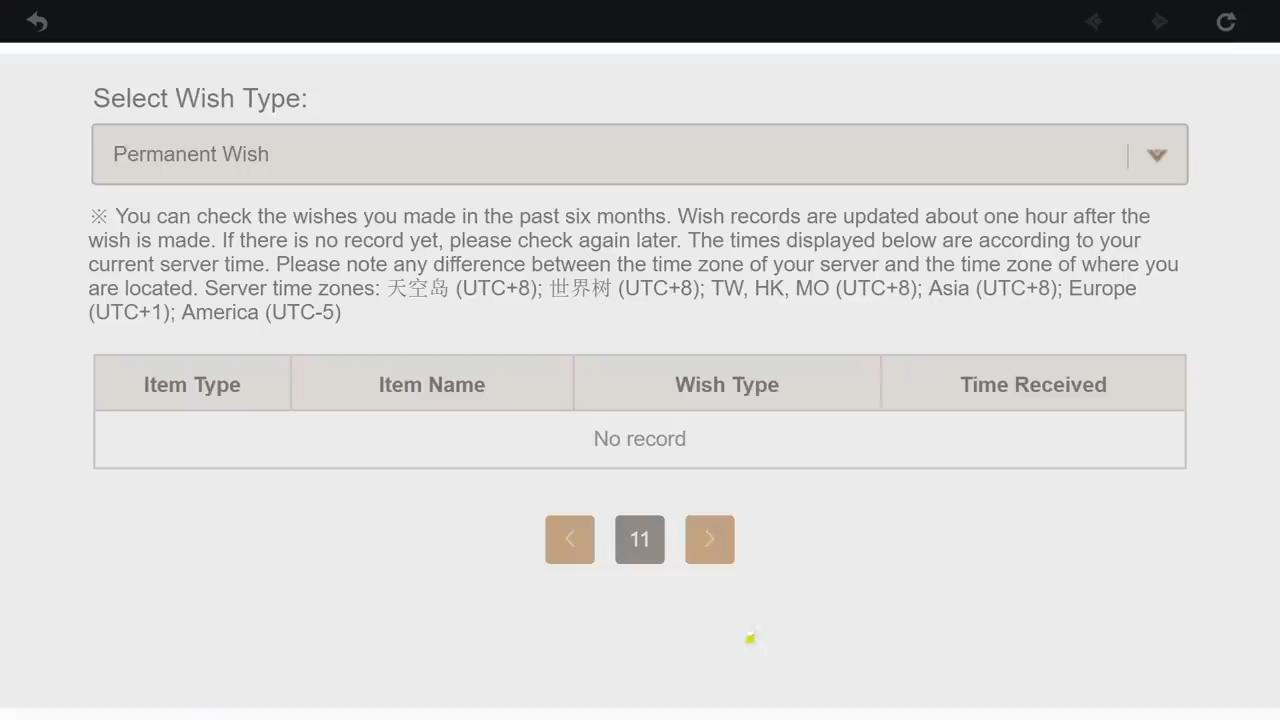 Select Wish Type:
Permanent Wish
※ You can check the wishes you made in the past six months. Wish records are updated about one hour after the
wish is made. If there is no record yet, please check again later. The times displayed below are according to your
current server time. Please note any difference between the time zone of your server and the time zone of where you
are located. Server time zones: 天空岛 (UTC+8); 世界树 (UTC+8); TW, HK, MO (UTC+8); Asia (UTC+8); Europe
(UTC+1); America (UTC-5)
Item Type Item Name Wish Type Time Received
No record
11